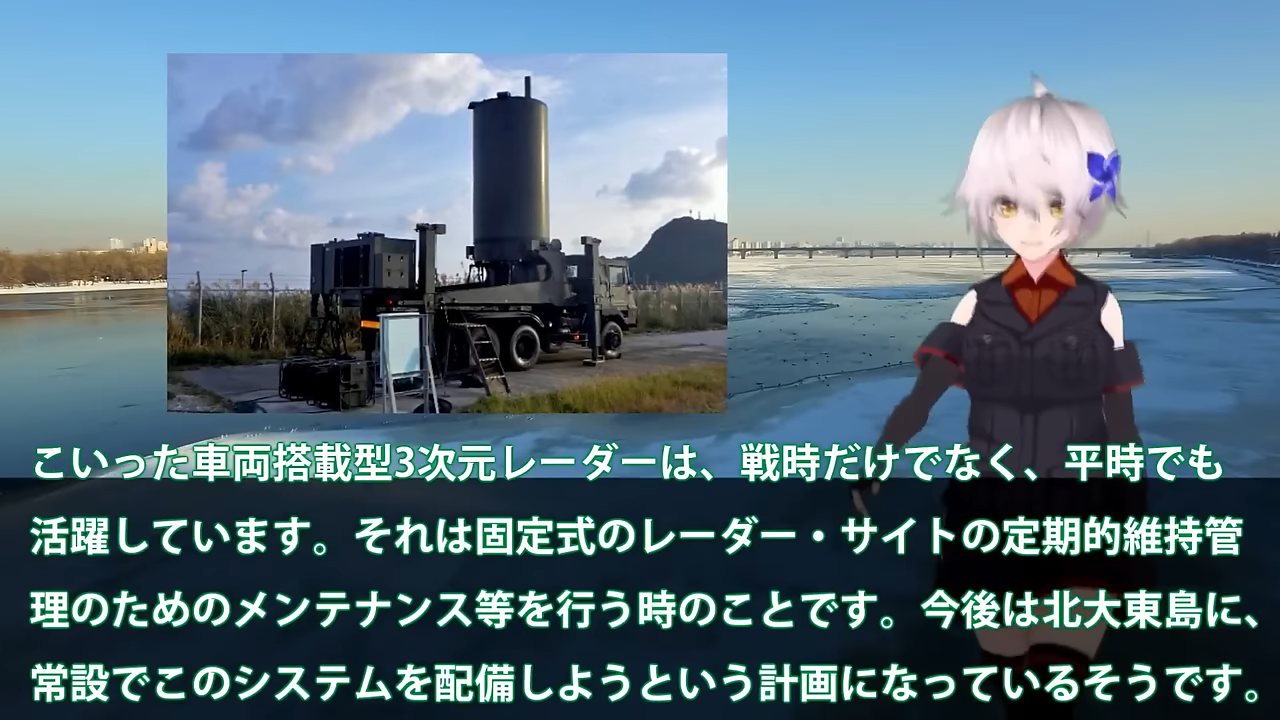 こいった車両搭載型3次元レーダーは、戦時だけでなく、平時でも
活躍しています。それは固定式のレーダー・サイトの定期的維持管
理のためのメンテナンス等を行う時のことです。今後は北大東島に、
常設でこのシステムを配備しようという計画になっているそうです。